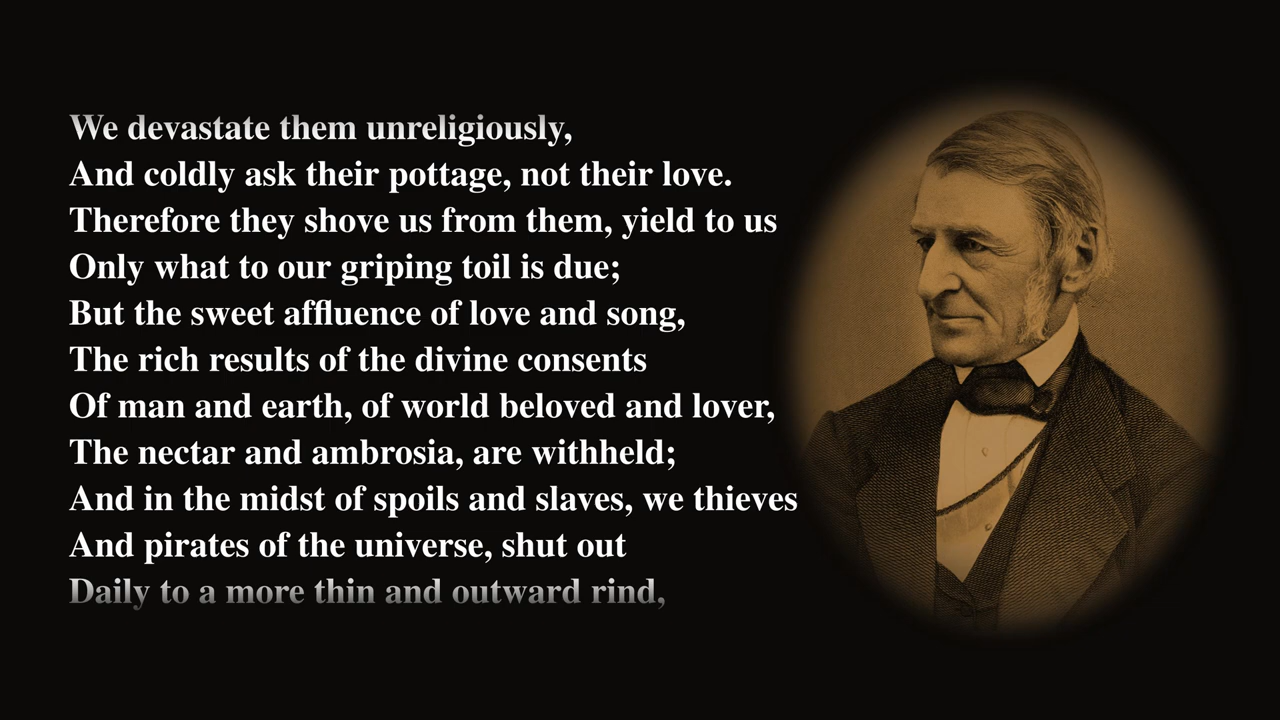 We devastate them unreligiously,
And coldly ask their pottage, not their love.
Therefore they shove us from them, yield to us
Only what to our griping toil is due;
But the sweet affluence of love and song,
The rich results of the divine consents
Of man and earth, of world beloved and lover,
The nectar and ambrosia, are withheld;
And in the midst of spoils and slaves, we thieves
And pirates of the universe, shut out
Daily to a more thin and outward rind,